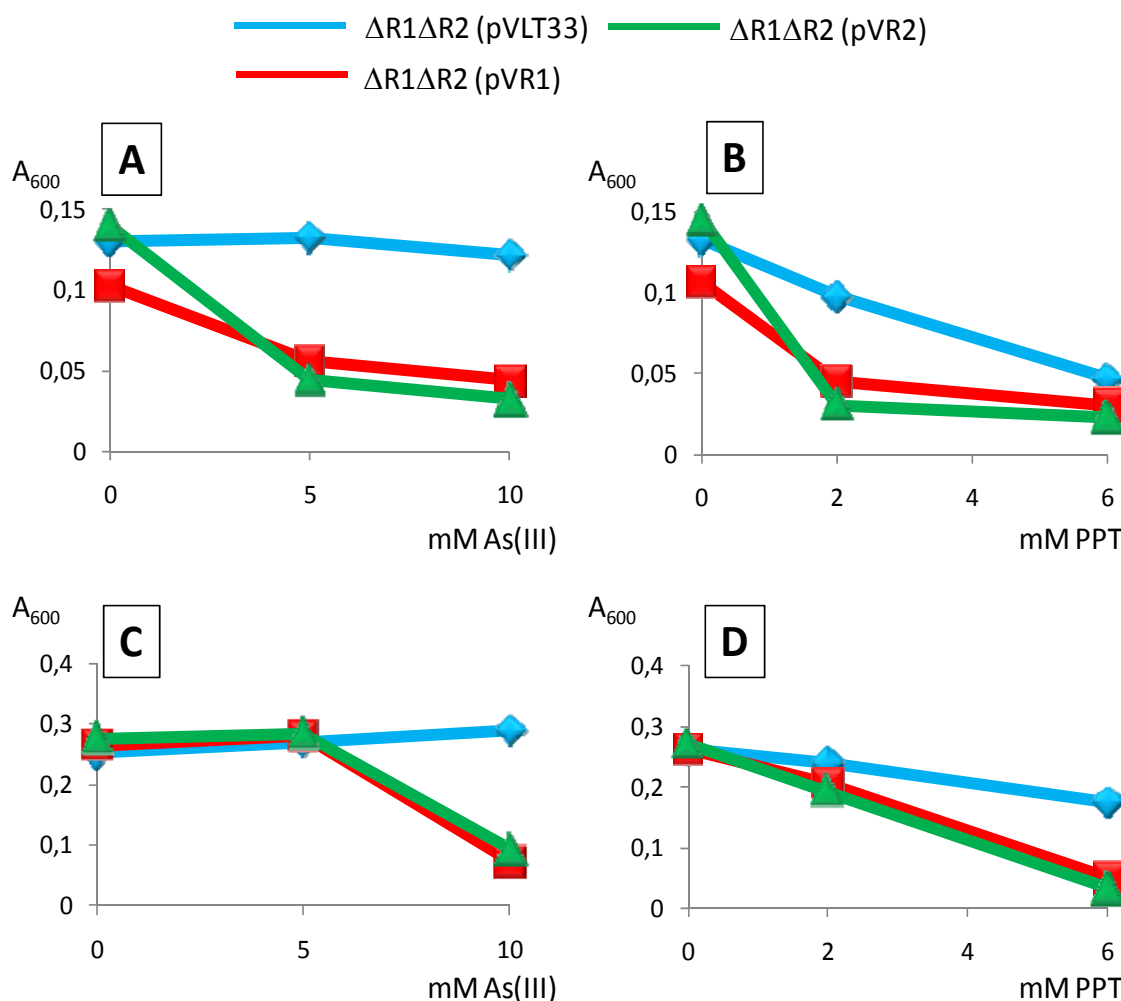 ΔR1ΔR2 (pVLT33) ΔR1ΔR2 (pVR2)
ΔR1ΔR2 (pVR1)
A B
A600 A600
0,15 0,15
0,1 0,1
0,05 0,05
0 0
0 5 10 0 2 4 6
mM As(III) mM PPT
A600 A600
C D
0,4 0,4
0,3 0,3
0,2 0,2
0,1 0,1
0 0
0 5 10 0 2 4 6
mM As(III) mM PPT